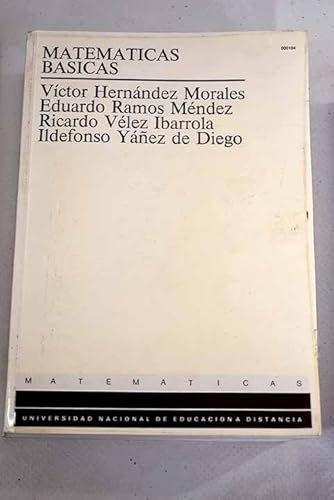 MATEMATICAS
BASICAS
000184
Víctor Hernández Morales
Eduardo Ramos Méndez
Ricardo Vélez Ibarrola
Ildefonso Yáñez de Diego
MATEMATICAS
UNIVERSIDAD NACIONAL DE EDUCACION A DISTANCIA